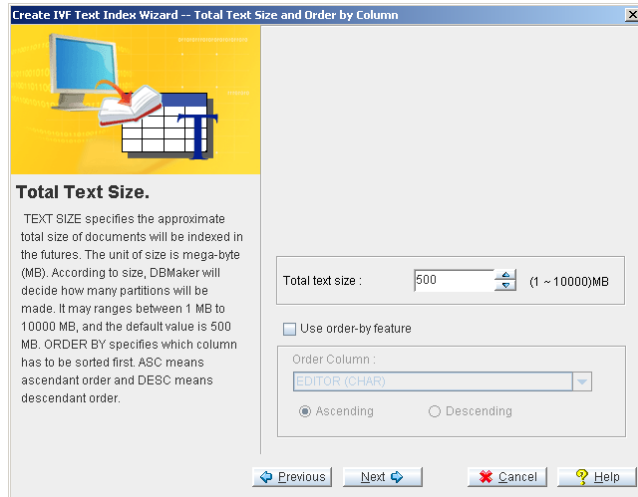 Create IVF Text Index Wizard -- Total Text Size and Order by Column
T
Total Text Size.
TEXT SIZE specifies the approximate
total size of documents will be indexed in
the futures. The unit of size is mega-byte
(MB). According to size, DBMaker will
decide how many partitions will be
made. It may ranges between 1 MB to
10000 MB, and the default value is 500
MB. ORDER BY specifies which column
has to be sorted first. ASC means
ascendant order and DESC means
descendant order.
Total text size : 500 (1 ~ 10000)MB
Use order-by feature
Order Column :
EDITOR (CHAR)
Ascending Descending
Previous Next Cancel Help